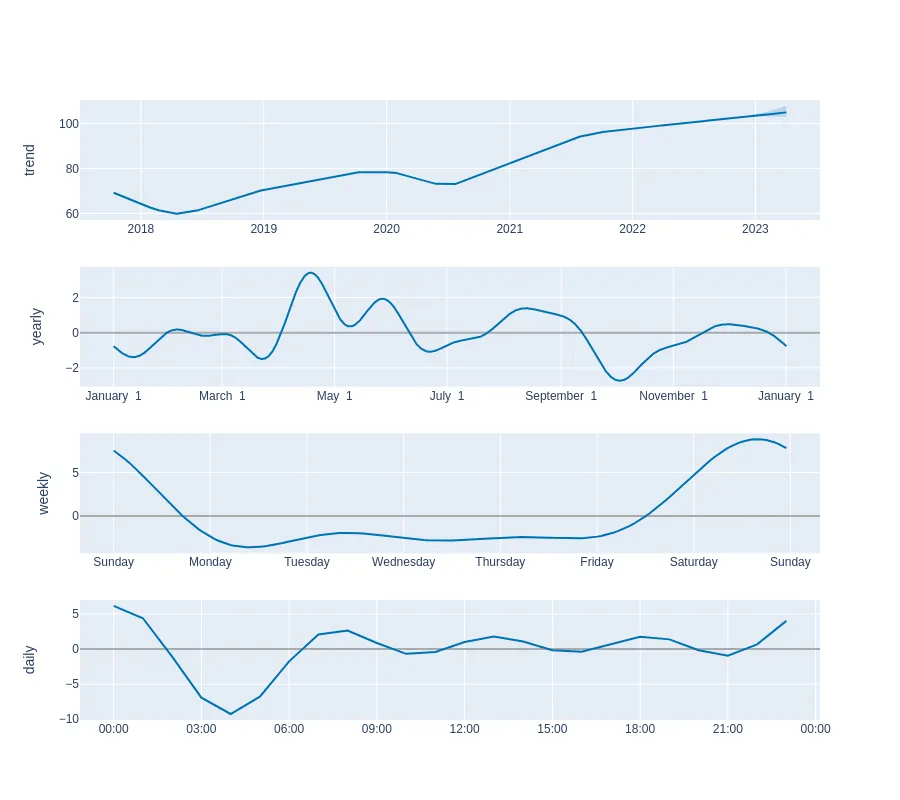 trend
100
80
60
2018 2019 2020 2021 2022 2023
yearly
2
0
−2
January 1 March 1 May 1 July 1 September 1 November 1 January 1
weekly
5
0
Sunday Monday Tuesday Wednesday Thursday Friday Saturday Sunday
daily
5
0
−5
−10
00:00 03:00 06:00 09:00 12:00 15:00 18:00 21:00 00:00